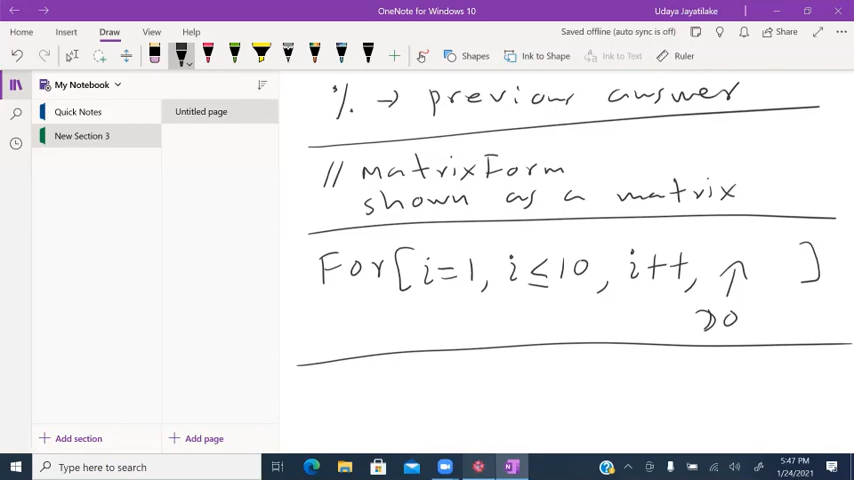 OneNote for Windows 10
Udaya Jayatilake
Home Insert Draw View Help
Saved offline (auto sync is off)
Share
Shapes
Ink to Shape
Ink to Text
Ruler
My Notebook
Quick Notes
Untitled page
New Section 3
% → previous answer
// MatrixForm
shown as a matrix
For[i=1, i≤10, i++, ↑ ]
DO
+ Add section
+ Add page
Type here to search
5:47 PM
1/24/2021